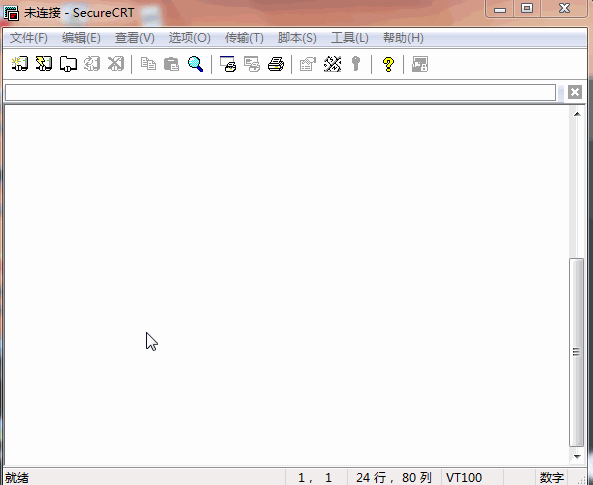 未连接 - SecureCRT
文件(F) 编辑(E) 查看(V) 选项(O) 传输(T) 脚本(S) 工具(L) 帮助(H)
就绪 1， 1 24 行， 80 列 VT100 数字